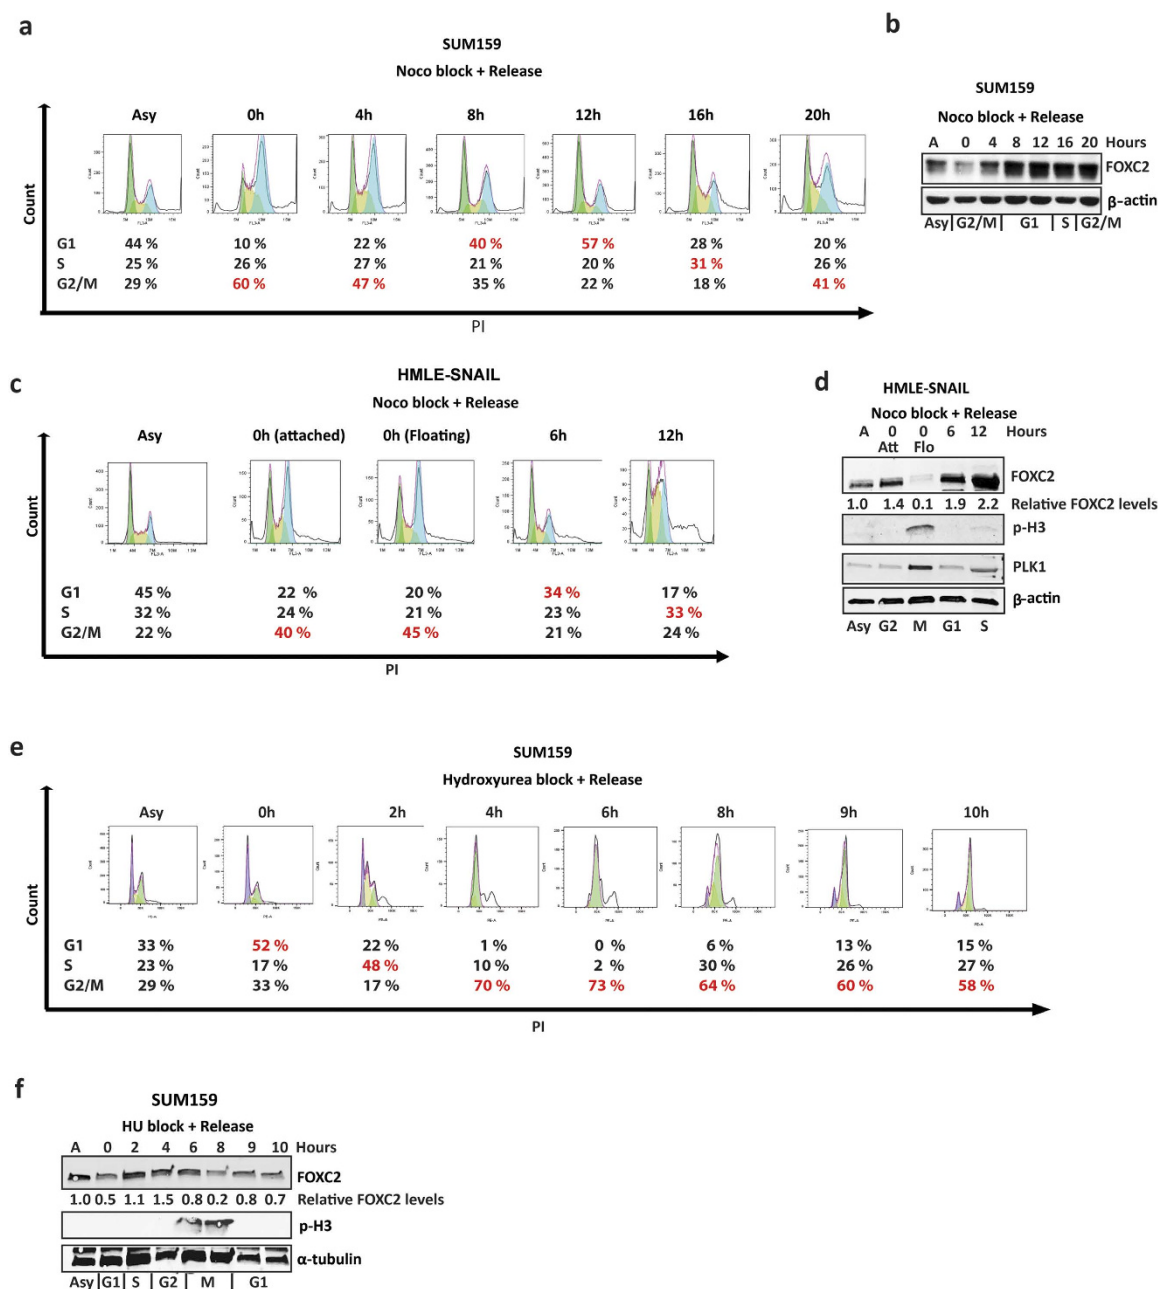 a
SUM159
Noco block + Release
Asy 0h 4h 8h 12h 16h 20h
Count
G1 44 % 10 % 22 % 40 % 57 % 28 % 20 %
S 25 % 26 % 27 % 21 % 20 % 31 % 26 %
G2/M 29 % 60 % 47 % 35 % 22 % 18 % 41 %
PI
b
SUM159
Noco block + Release
A 0 4 8 12 16 20 Hours
FOXC2
β-actin
Asy G2/M G1 S G2/M
c
HMLE-SNAIL
Noco block + Release
Asy 0h (attached) 0h (Floating) 6h 12h
Count
G1 45 % 22 % 20 % 34 % 17 %
S 32 % 24 % 21 % 23 % 33 %
G2/M 22 % 40 % 45 % 21 % 24 %
PI
d
HMLE-SNAIL
Noco block + Release
A 0 0 6 12 Hours
Att Flo
FOXC2
1.0 1.4 0.1 1.9 2.2 Relative FOXC2 levels
p-H3
PLK1
β-actin
Asy G2 M G1 S
e
SUM159
Hydroxyurea block + Release
Asy 0h 2h 4h 6h 8h 9h 10h
Count
G1 33 % 52 % 22 % 1 % 0 % 6 % 13 % 15 %
S 23 % 17 % 48 % 10 % 2 % 30 % 26 % 27 %
G2/M 29 % 33 % 17 % 70 % 73 % 64 % 60 % 58 %
PI
f
SUM159
HU block + Release
A 0 2 4 6 8 9 10 Hours
FOXC2
1.0 0.5 1.1 1.5 0.8 0.2 0.8 0.7 Relative FOXC2 levels
p-H3
α-tubulin
Asy G1 S G2 M G1